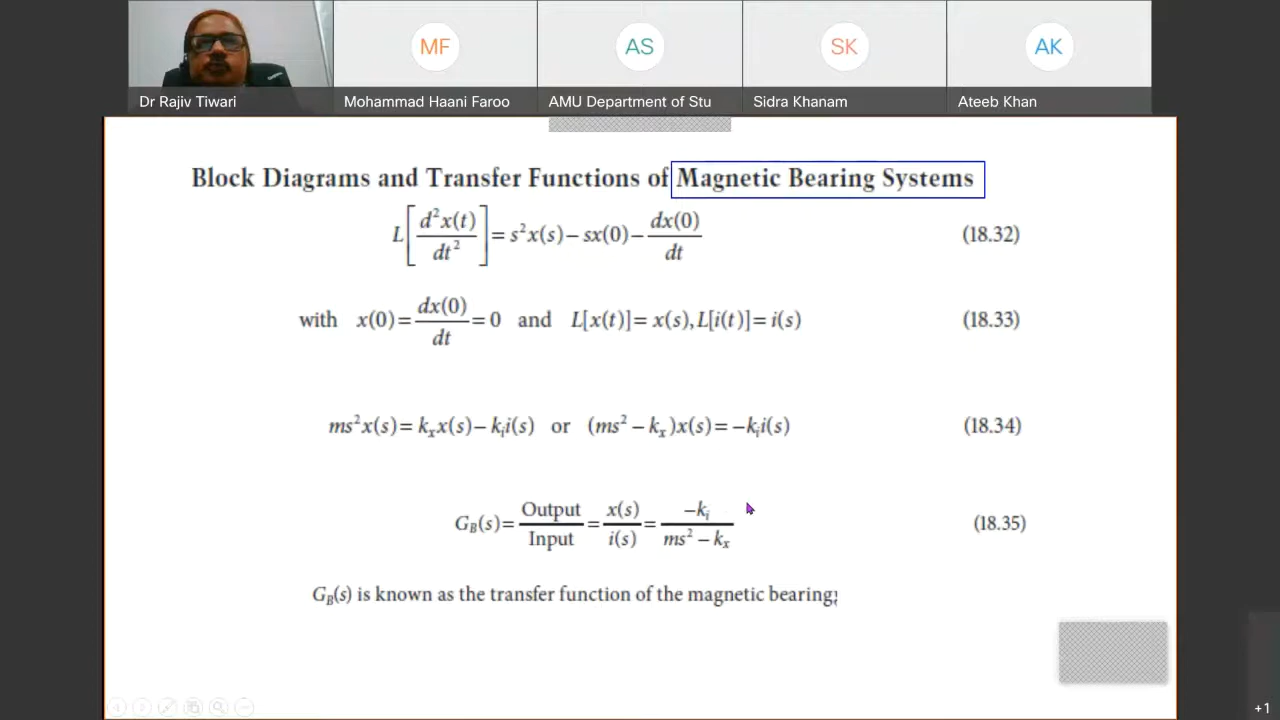 MF
AS
SK
AK
Dr Rajiv Tiwari
Mohammad Haani Faroo
AMU Department of Stu
Sidra Khanam
Ateeb Khan
Block Diagrams and Transfer Functions of Magnetic Bearing Systems
L[d²x(t)/dt²] = s²x(s) − sx(0) − dx(0)/dt (18.32)
with x(0) = dx(0)/dt = 0 and L[x(t)] = x(s), L[i(t)] = i(s) (18.33)
ms²x(s) = kₓx(s) − kᵢi(s) or (ms² − kₓ)x(s) = −kᵢi(s) (18.34)
G_B(s) = Output/Input = x(s)/i(s) = −kᵢ/(ms² − kₓ) (18.35)
G_B(s) is known as the transfer function of the magnetic bearing;
+1